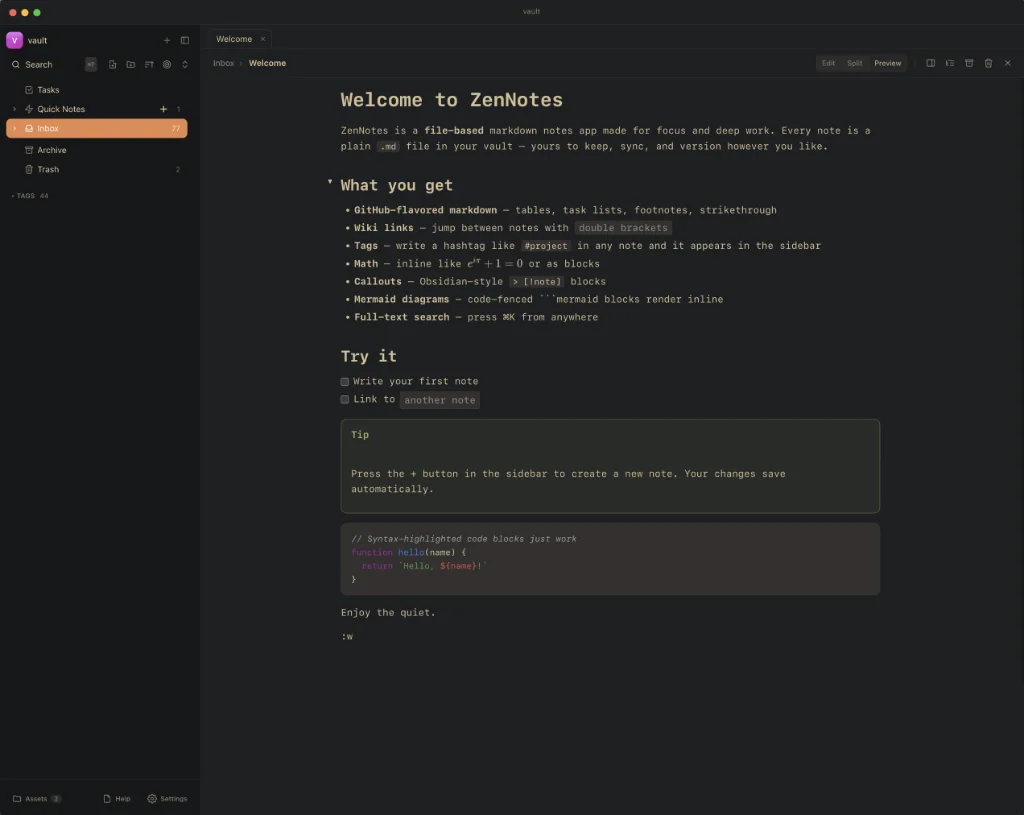 vault
V vault
Search
Tasks
Quick Notes 1
Inbox 77
Archive
Trash 2
TAGS 44
Assets 2
Help
Settings
Welcome ×
Inbox › Welcome
Edit Split Preview
Welcome to ZenNotes
ZenNotes is a file-based markdown notes app made for focus and deep work. Every note is a
plain .md file in your vault — yours to keep, sync, and version however you like.
What you get
• GitHub-flavored markdown — tables, task lists, footnotes, strikethrough
• Wiki links — jump between notes with double brackets
• Tags — write a hashtag like #project in any note and it appears in the sidebar
• Math — inline like e^{iπ} + 1 = 0 or as blocks
• Callouts — Obsidian-style > [!note] blocks
• Mermaid diagrams — code-fenced ```mermaid blocks render inline
• Full-text search — press ⌘K from anywhere
Try it
Write your first note
Link to another note
Tip
Press the + button in the sidebar to create a new note. Your changes save
automatically.
// Syntax-highlighted code blocks just work
function hello(name) {
  return `Hello, ${name}!`
}
Enjoy the quiet.
:w